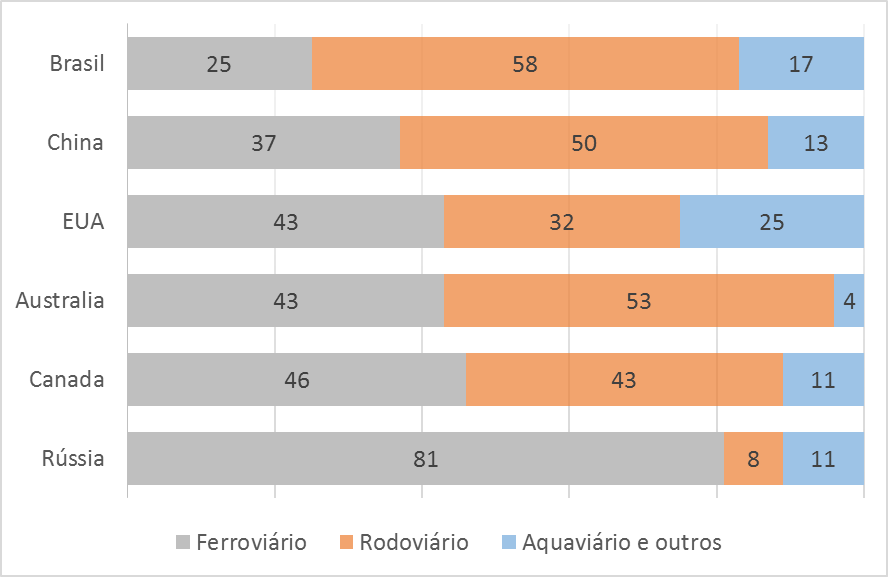 Brasil 25 58 17
China 37 50 13
EUA 43 32 25
Australia 43 53 4
Canada 46 43 11
Rússia 81 8 11
Ferroviário Rodoviário Aquaviário e outros